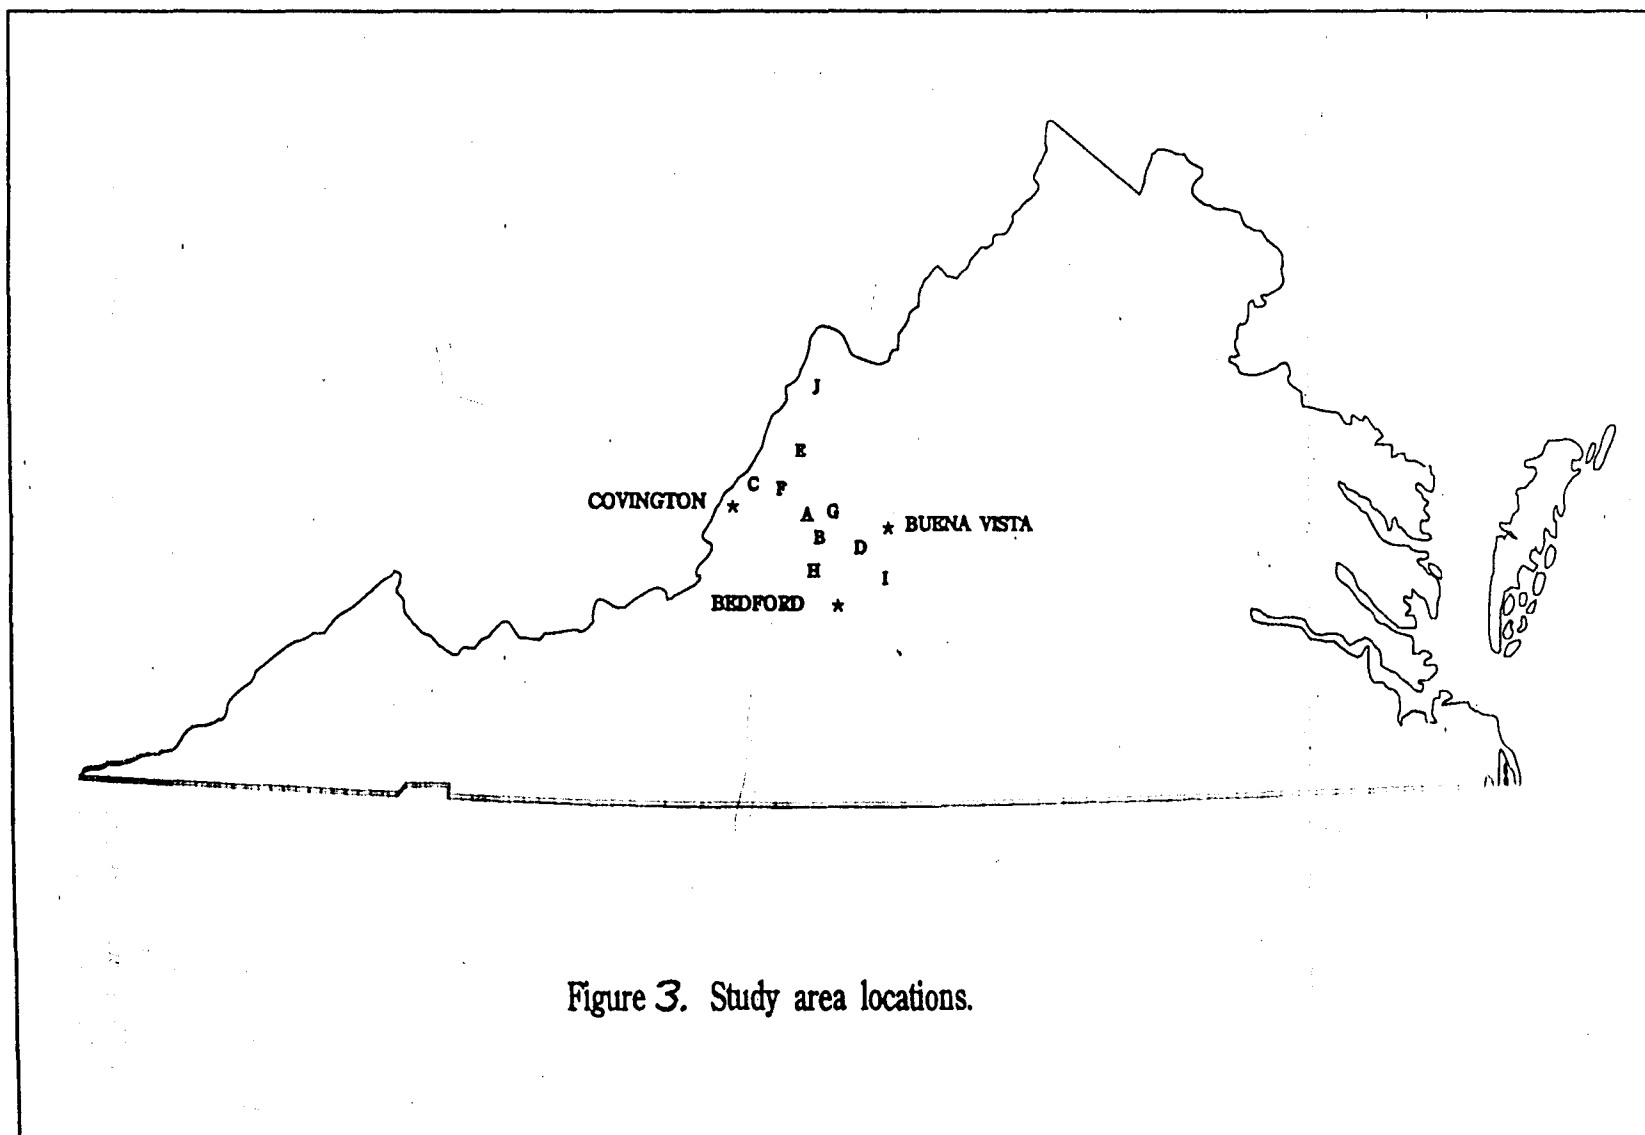 J
E
C F
COVINGTON *
A G
* BUENA VISTA
B
D
H
I
BEDFORD *
Figure 3. Study area locations.